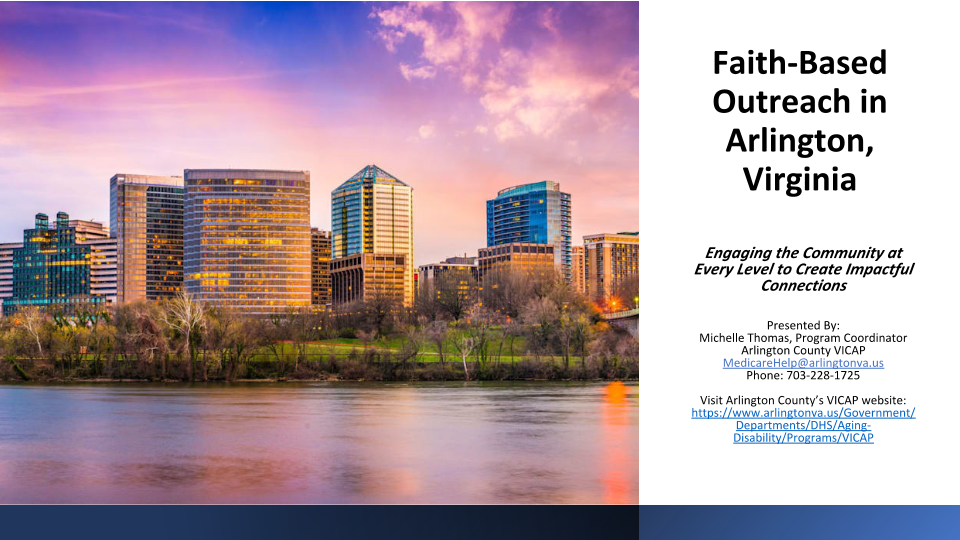 Faith-Based
Outreach in
Arlington,
Virginia
Engaging the Community at
Every Level to Create Impactful
Connections
Presented By:
Michelle Thomas, Program Coordinator
Arlington County VICAP
MedicareHelp@arlingtonva.us
Phone: 703-228-1725
Visit Arlington County’s VICAP website:
https://www.arlingtonva.us/Government/
Departments/DHS/Aging-
Disability/Programs/VICAP